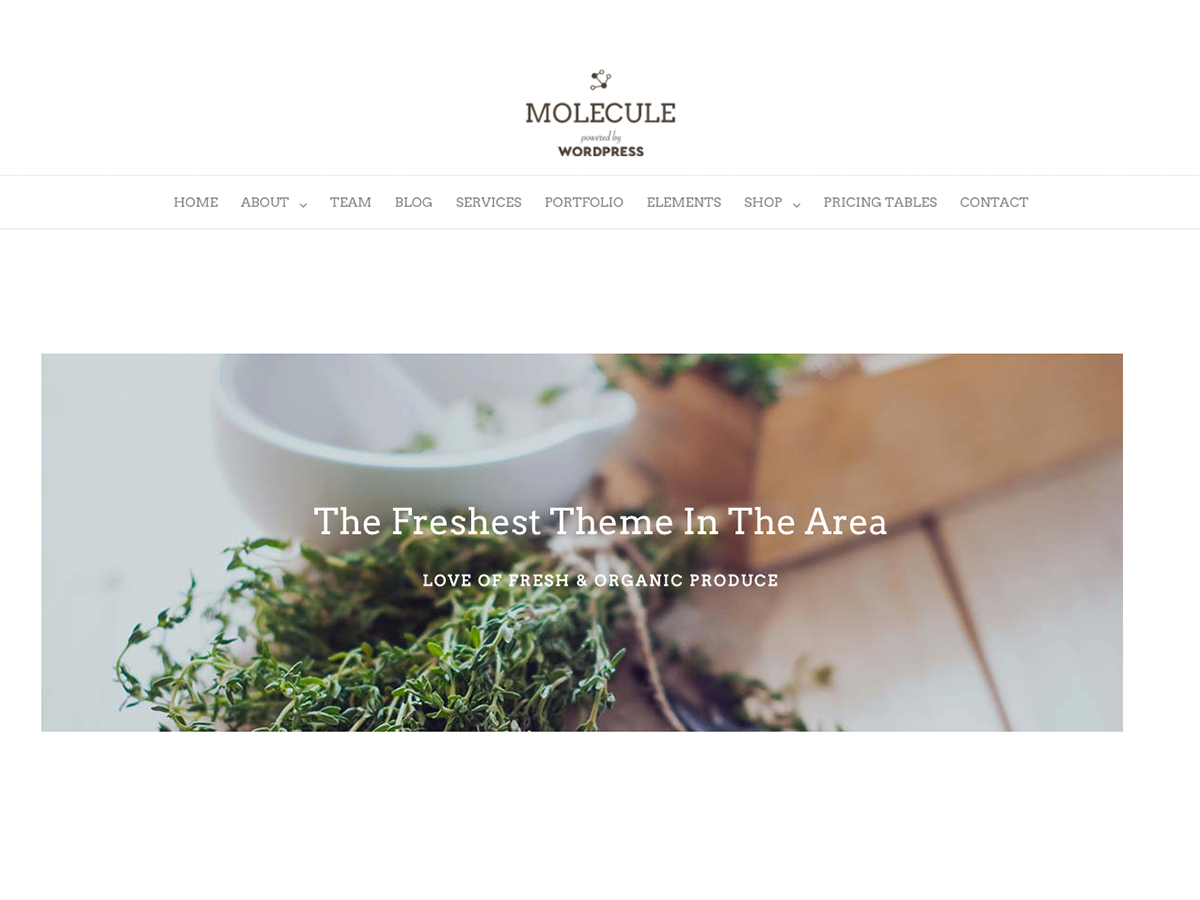 MOLECULE
powered by
WORDPRESS
HOME ABOUT TEAM BLOG SERVICES PORTFOLIO ELEMENTS SHOP PRICING TABLES CONTACT
The Freshest Theme In The Area
LOVE OF FRESH & ORGANIC PRODUCE